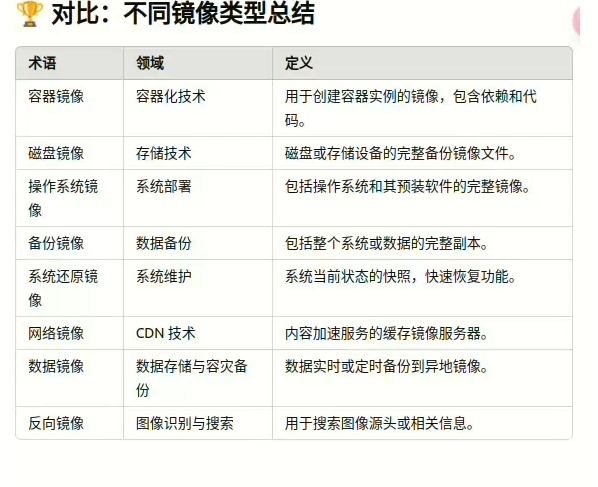 🏆 对比：不同镜像类型总结
术语 领域 定义
容器镜像 容器化技术 用于创建容器实例的镜像，包含依赖和代
码。
磁盘镜像 存储技术 磁盘或存储设备的完整备份镜像文件。
操作系统镜 系统部署 包括操作系统和其预装软件的完整镜像。
像
备份镜像 数据备份 包括整个系统或数据的完整副本。
系统还原镜 系统维护 系统当前状态的快照，快速恢复功能。
像
网络镜像 CDN 技术 内容加速服务的缓存镜像服务器。
数据镜像 数据存储与容灾备 数据实时或定时备份到异地镜像。
份
反向镜像 图像识别与搜索 用于搜索图像源头或相关信息。